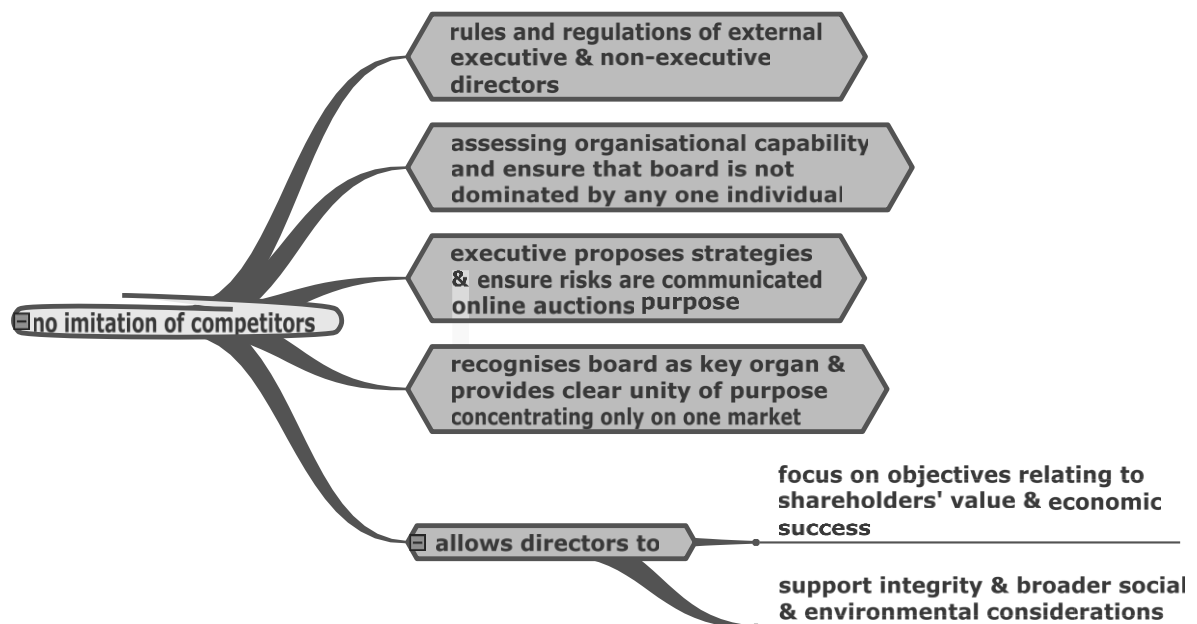 rules and regulations of external
executive & non-executive
directors
assessing organisational capability
and ensure that board is not
dominated by any one individual
executive proposes strategies
& ensure risks are communicated
online auctions purpose
no imitation of competitors
recognises board as key organ &
provides clear unity of purpose
concentrating only on one market
focus on objectives relating to
shareholders' value & economic
success
allows directors to
support integrity & broader social
& environmental considerations